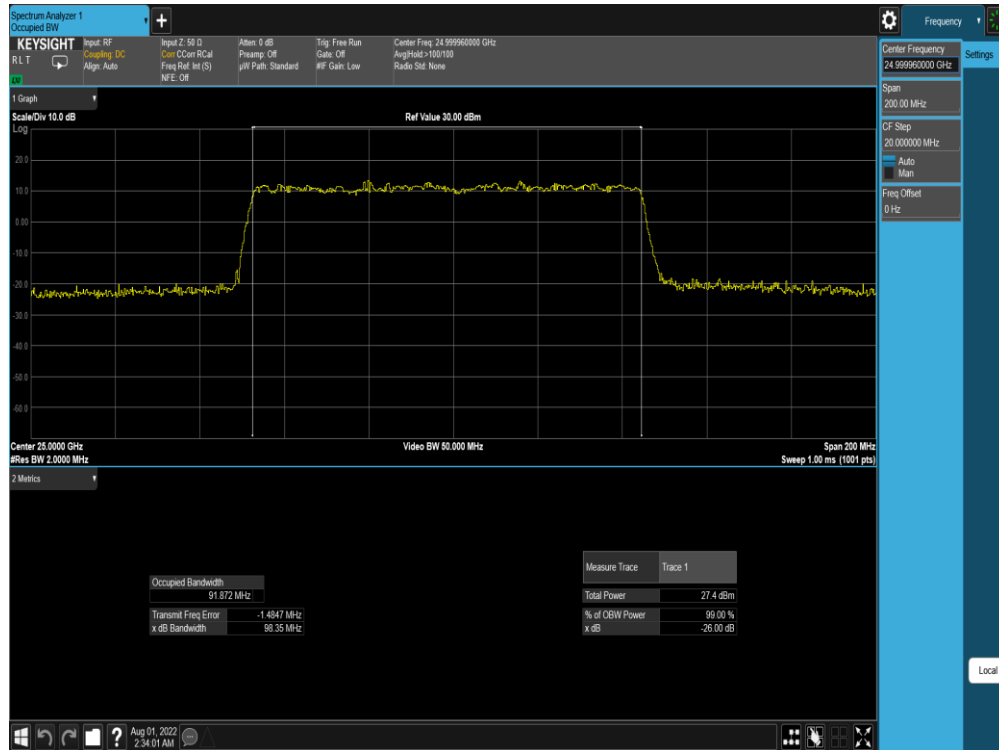 Spectrum Analyzer 1
Occupied BW
+
Frequency
KEYSIGHT
R L T
LW
Input: RF
Coupling: DC
Align: Auto
Input Z: 50 Ω
Corr CCorr RCal
Freq Ref: Int (S)
NFE: Off
Atten: 0 dB
Preamp: Off
µW Path: Standard
Trig: Free Run
Gate: Off
#IF Gain: Low
Center Freq: 24.999960000 GHz
Avg|Hold:>100/100
Radio Std: None
Center Frequency
24.999960000 GHz
Settings
Span
200.00 MHz
CF Step
20.000000 MHz
Auto
Man
Freq Offset
0 Hz
1 Graph
Scale/Div 10.0 dB
Ref Value 30.00 dBm
Log
20.0
10.0
0.00
-10.0
-20.0
-30.0
-40.0
-50.0
-60.0
Center 25.0000 GHz
Video BW 50.000 MHz
Span 200 MHz
#Res BW 2.0000 MHz
Sweep 1.00 ms (1001 pts)
2 Metrics
Occupied Bandwidth
91.872 MHz
Transmit Freq Error -1.4847 MHz
x dB Bandwidth 98.35 MHz
Measure Trace Trace 1
Total Power 27.4 dBm
% of OBW Power 99.00 %
x dB -26.00 dB
Local
?
Aug 01, 2022
2:34:01 AM